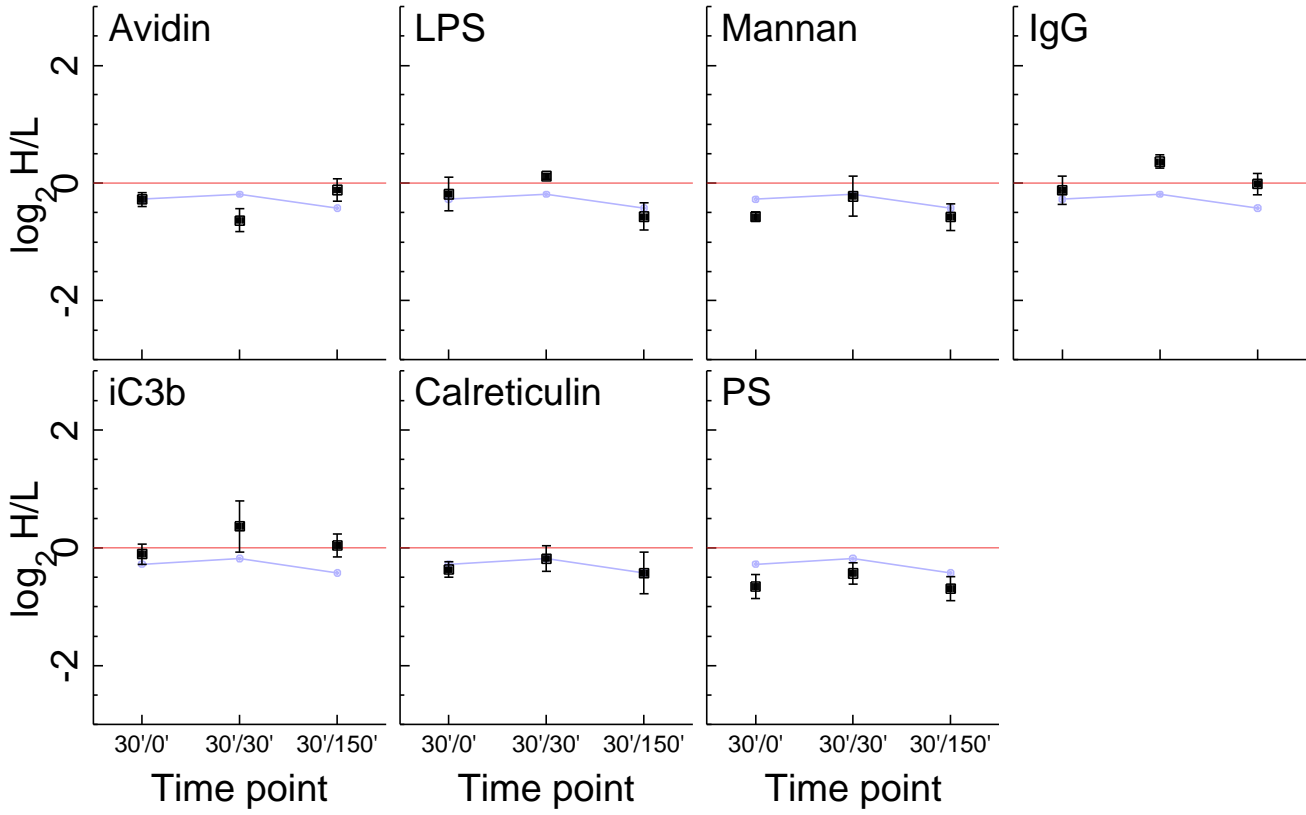 Avidin LPS Mannan IgG
2
0
-2
log2 H/L
iC3b Calreticulin PS
2
0
-2
log2 H/L
30'/0' 30'/30' 30'/150' 30'/0' 30'/30' 30'/150' 30'/0' 30'/30' 30'/150'
Time point Time point Time point